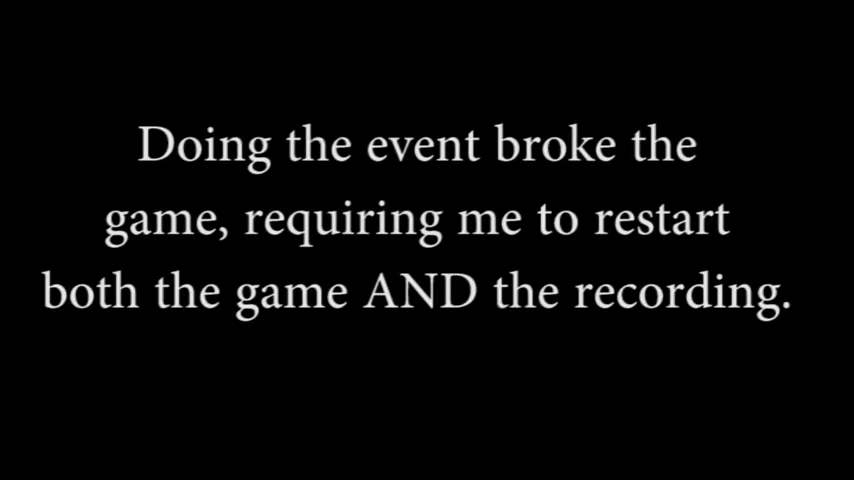 Doing the event broke the
game, requiring me to restart
both the game AND the recording.